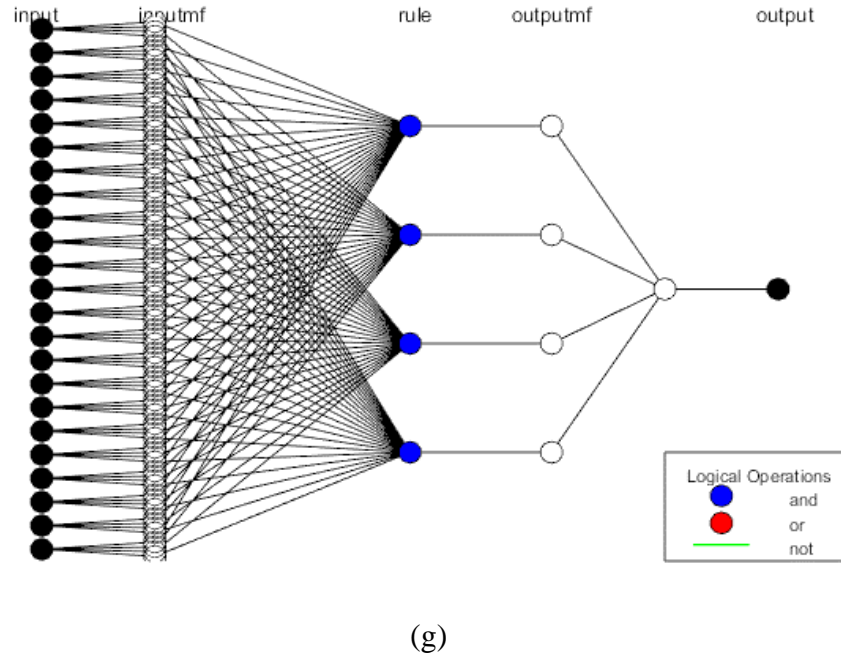 input inputmf rule outputmf output
Logical Operations
and
or
not
(g)